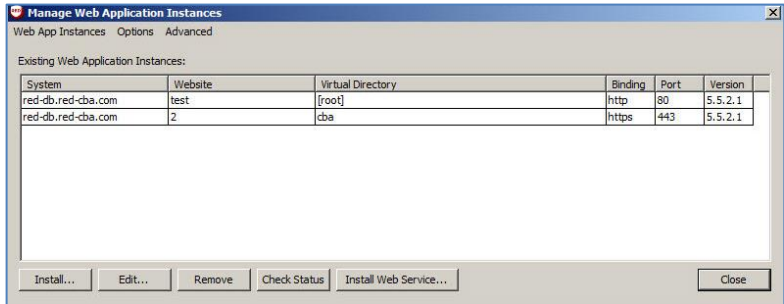 RED Manage Web Application Instances
Web App Instances Options Advanced
Existing Web Application Instances:
System Website Virtual Directory Binding Port Version
red-db.red-cba.com test [root] http 80 5.5.2.1
red-db.red-cba.com 2 cba https 443 5.5.2.1
Install... Edit... Remove Check Status Install Web Service... Close